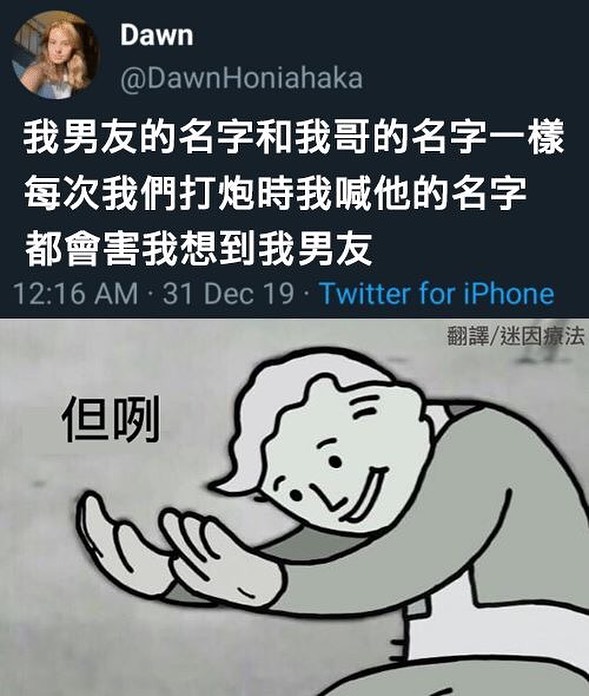 Dawn
@DawnHoniahaka
我男友的名字和我哥的名字一樣
每次我們打炮時我喊他的名字
都會害我想到我男友
12:16 AM · 31 Dec 19 · Twitter for iPhone
翻譯/迷因療法
但咧